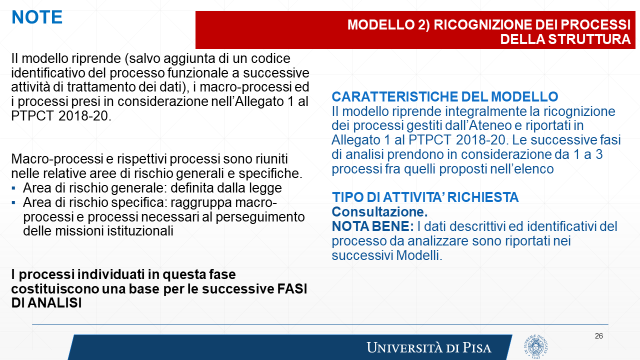 NOTE
MODELLO 2) RICOGNIZIONE DEI PROCESSI
DELLA STRUTTURA
Il modello riprende (salvo aggiunta di un codice
identificativo del processo funzionale a successive
attività di trattamento dei dati), i macro-processi ed
i processi presi in considerazione nell'Allegato 1 al
PTPCT 2018-20.
Macro-processi e rispettivi processi sono riuniti
nelle relative aree di rischio generali e specifiche.
▪ Area di rischio generale: definita dalla legge
▪ Area di rischio specifica: raggruppa macro-
processi e processi necessari al perseguimento
delle missioni istituzionali
I processi individuati in questa fase
costituiscono una base per le successive FASI
DI ANALISI
CARATTERISTICHE DEL MODELLO
Il modello riprende integralmente la ricognizione
dei processi gestiti dall'Ateneo e riportati in
Allegato 1 al PTPCT 2018-20. Le successive fasi
di analisi prendono in considerazione da 1 a 3
processi fra quelli proposti nell'elenco
TIPO DI ATTIVITA' RICHIESTA
Consultazione.
NOTA BENE: I dati descrittivi ed identificativi del
processo da analizzare sono riportati nei
successivi Modelli.
26
UNIVERSITÀ DI PISA